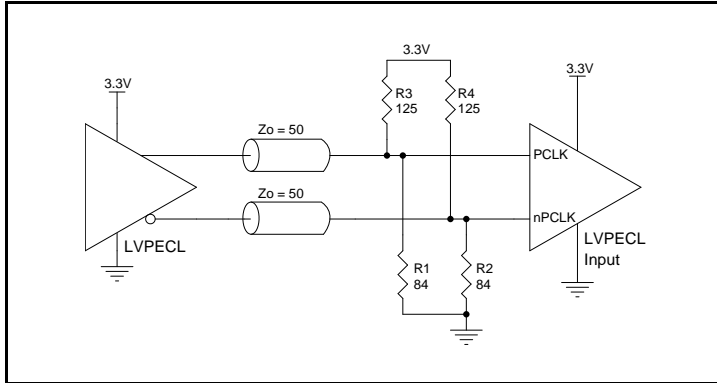 3.3V
3.3V
3.3V
R3
125
R4
125
Zo = 50
PCLK
Zo = 50
nPCLK
LVPECL
LVPECL
Input
R1
84
R2
84